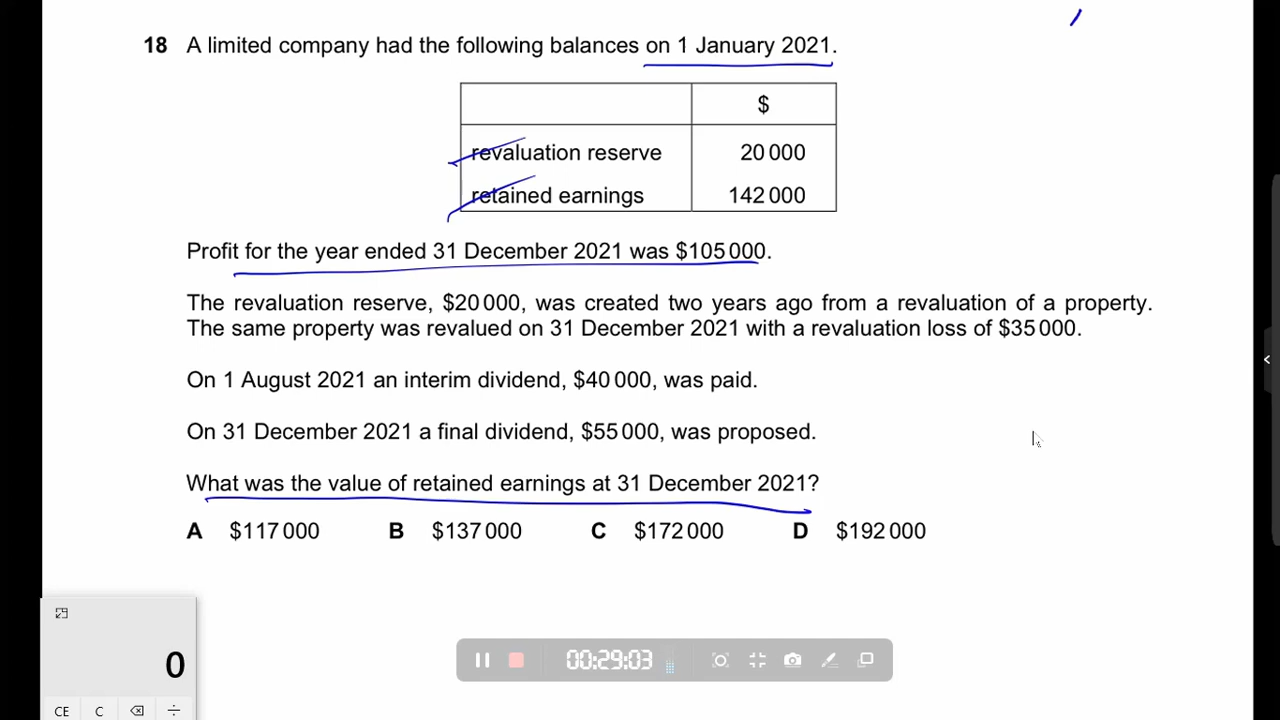 18 A limited company had the following balances on 1 January 2021.
$
revaluation reserve 20 000
retained earnings 142 000
Profit for the year ended 31 December 2021 was $105 000.
The revaluation reserve, $20 000, was created two years ago from a revaluation of a property.
The same property was revalued on 31 December 2021 with a revaluation loss of $35 000.
On 1 August 2021 an interim dividend, $40 000, was paid.
On 31 December 2021 a final dividend, $55 000, was proposed.
What was the value of retained earnings at 31 December 2021?
A $117 000 B $137 000 C $172 000 D $192 000
0
00:29:03
CE C ÷